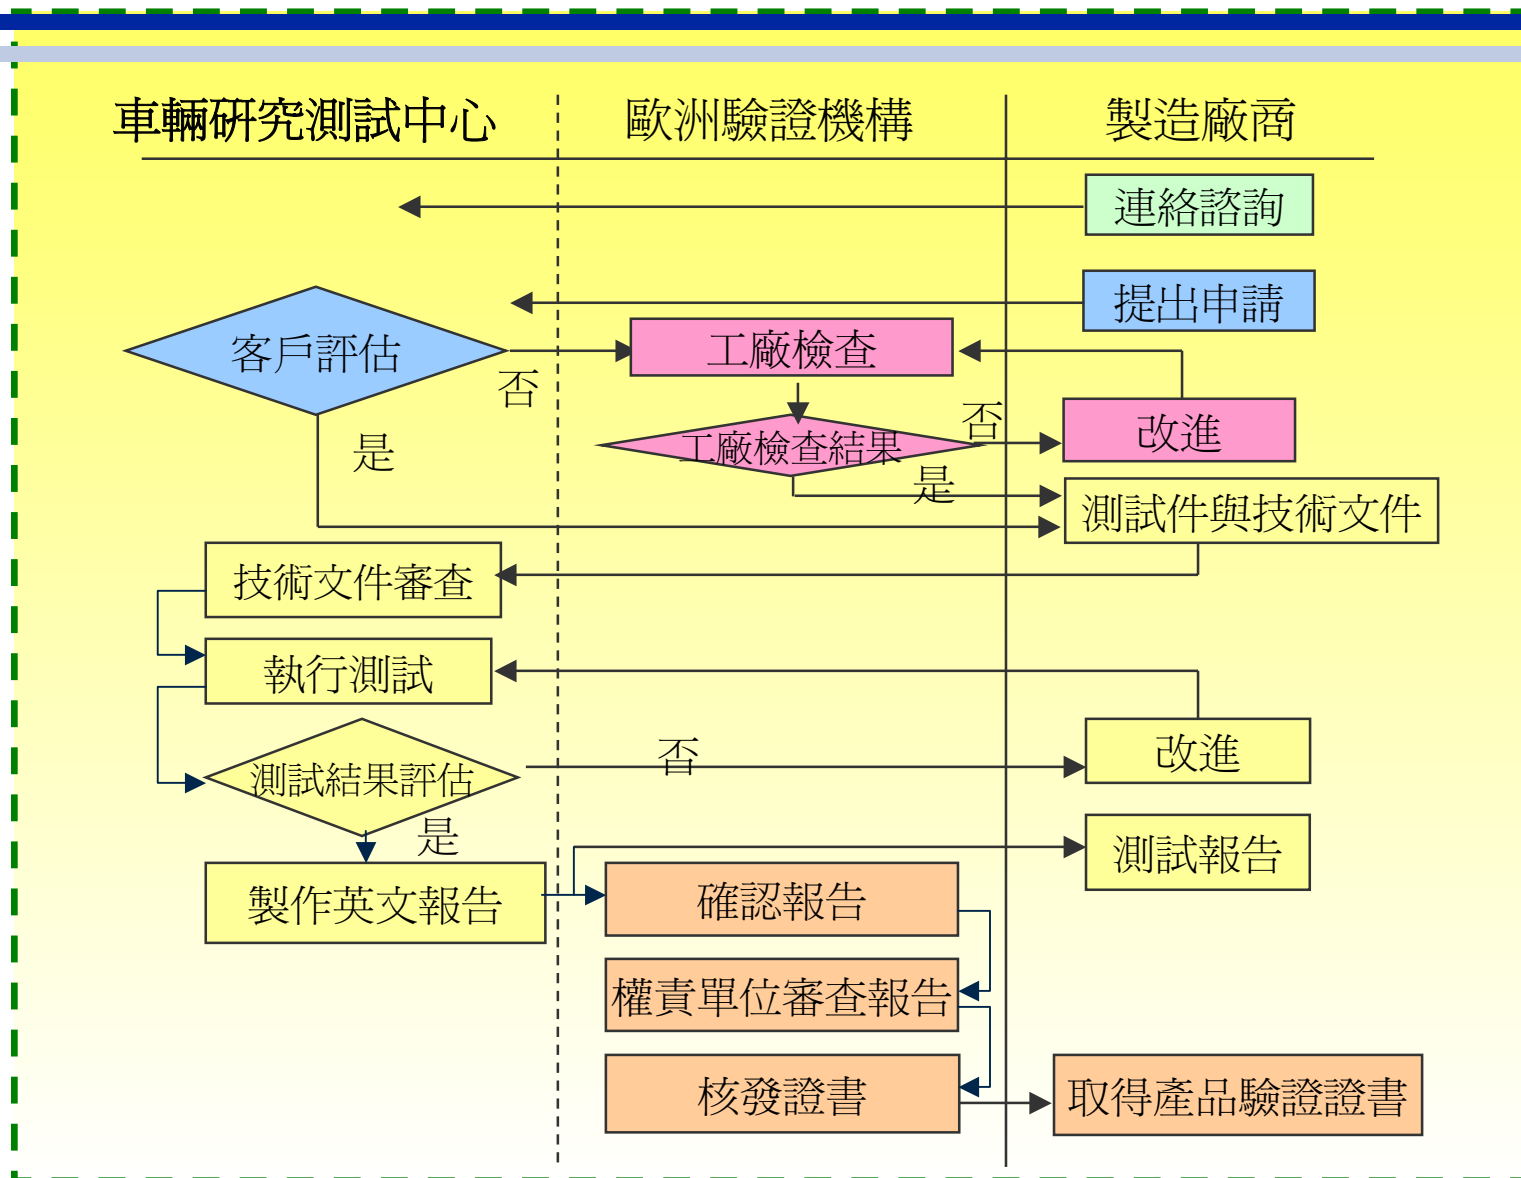 車輛研究測試中心
歐洲驗證機構
製造廠商
連絡諮詢
提出申請
客戶評估
否
工廠檢查
是
工廠檢查結果
否
改進
是
測試件與技術文件
技術文件審查
執行測試
測試結果評估
否
改進
是
測試報告
製作英文報告
確認報告
權責單位審查報告
核發證書
取得產品驗證證書